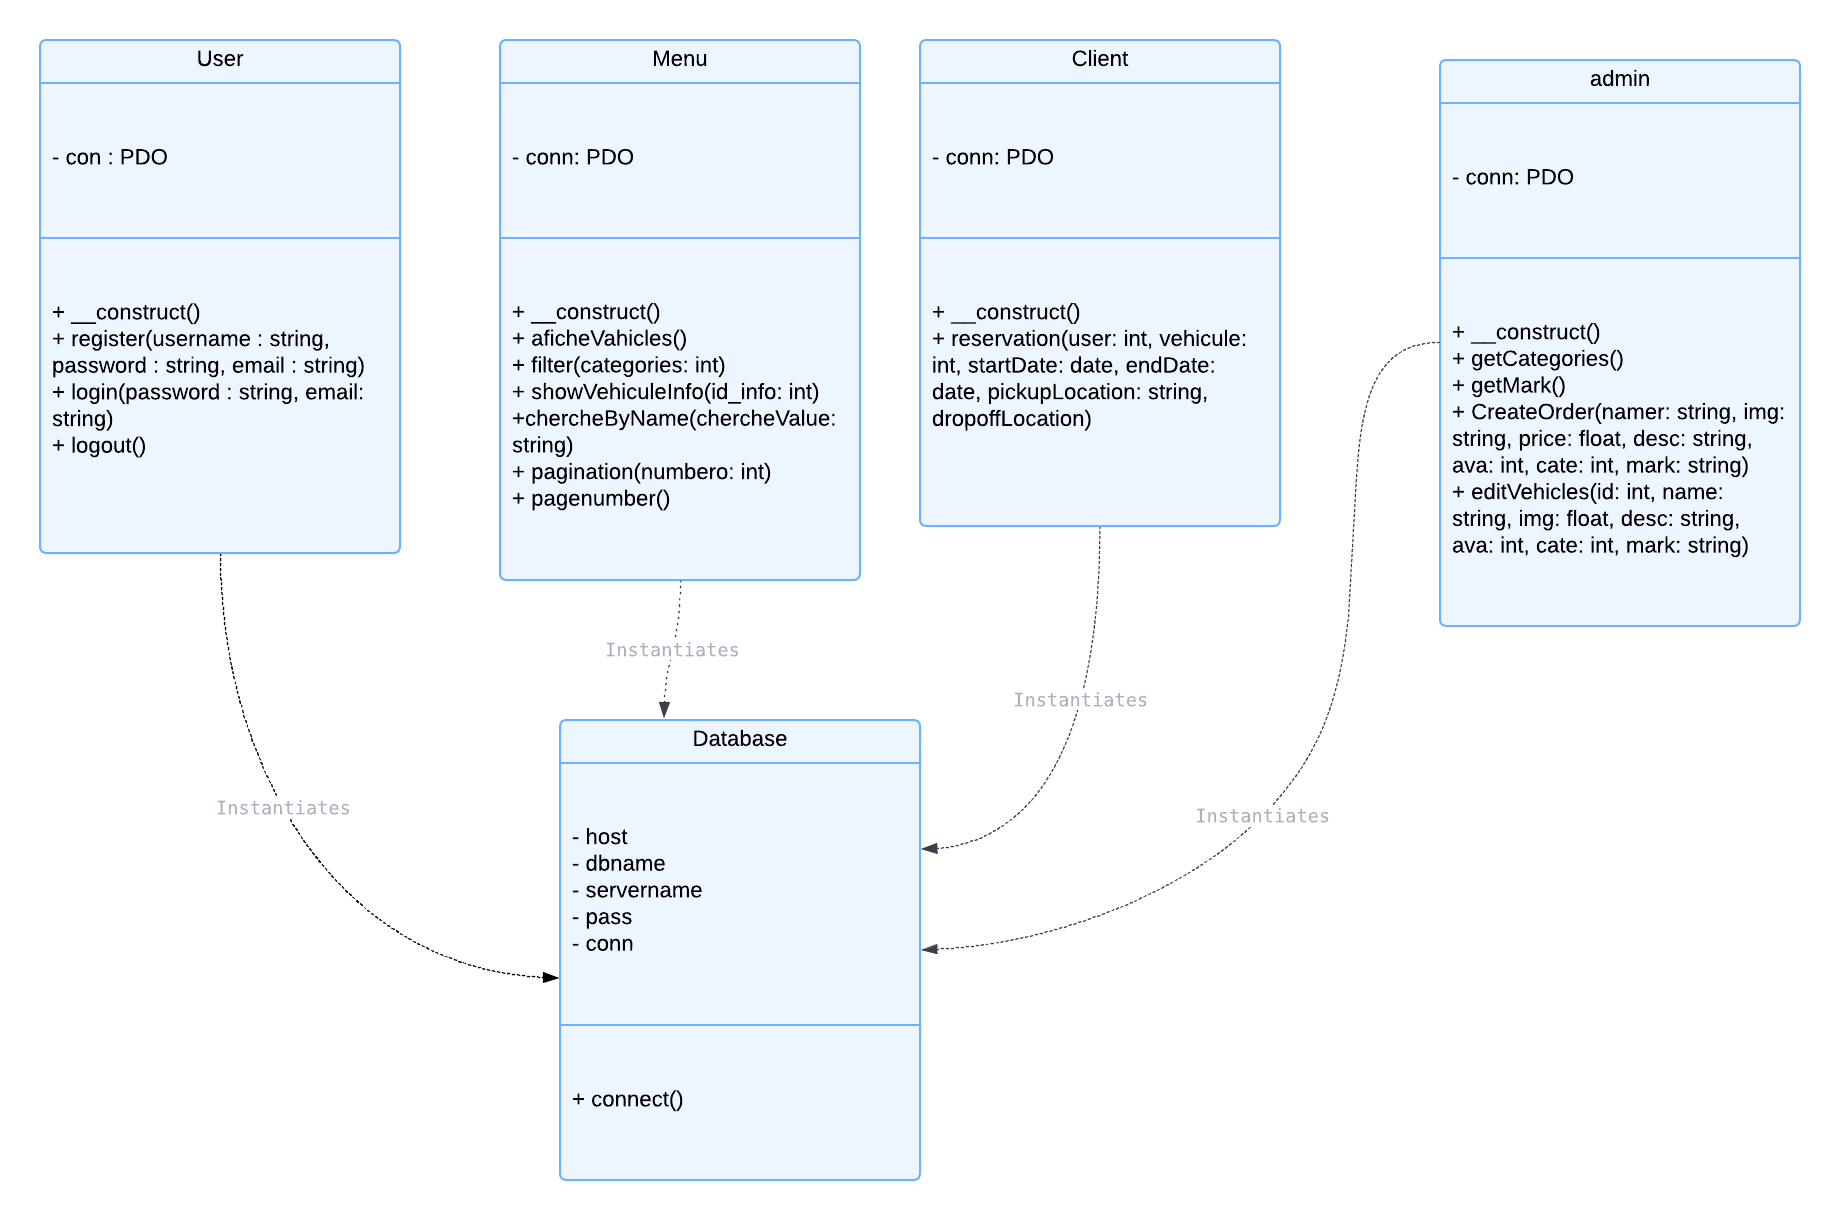 User
- con : PDO
+ __construct()
+ register(username : string,
password : string, email : string)
+ login(password : string, email:
string)
+ logout()
Menu
- conn: PDO
+ __construct()
+ aficheVahicles()
+ filter(categories: int)
+ showVehiculeInfo(id_info: int)
+chercheByName(chercheValue:
string)
+ pagination(numbero: int)
+ pagenumber()
Client
- conn: PDO
+ __construct()
+ reservation(user: int, vehicule:
int, startDate: date, endDate:
date, pickupLocation: string,
dropoffLocation)
admin
- conn: PDO
+ __construct()
+ getCategories()
+ getMark()
+ CreateOrder(namer: string, img:
string, price: float, desc: string,
ava: int, cate: int, mark: string)
+ editVehicles(id: int, name:
string, img: float, desc: string,
ava: int, cate: int, mark: string)
Instantiates
Instantiates
Instantiates
Instantiates
Database
- host
- dbname
- servername
- pass
- conn
+ connect()